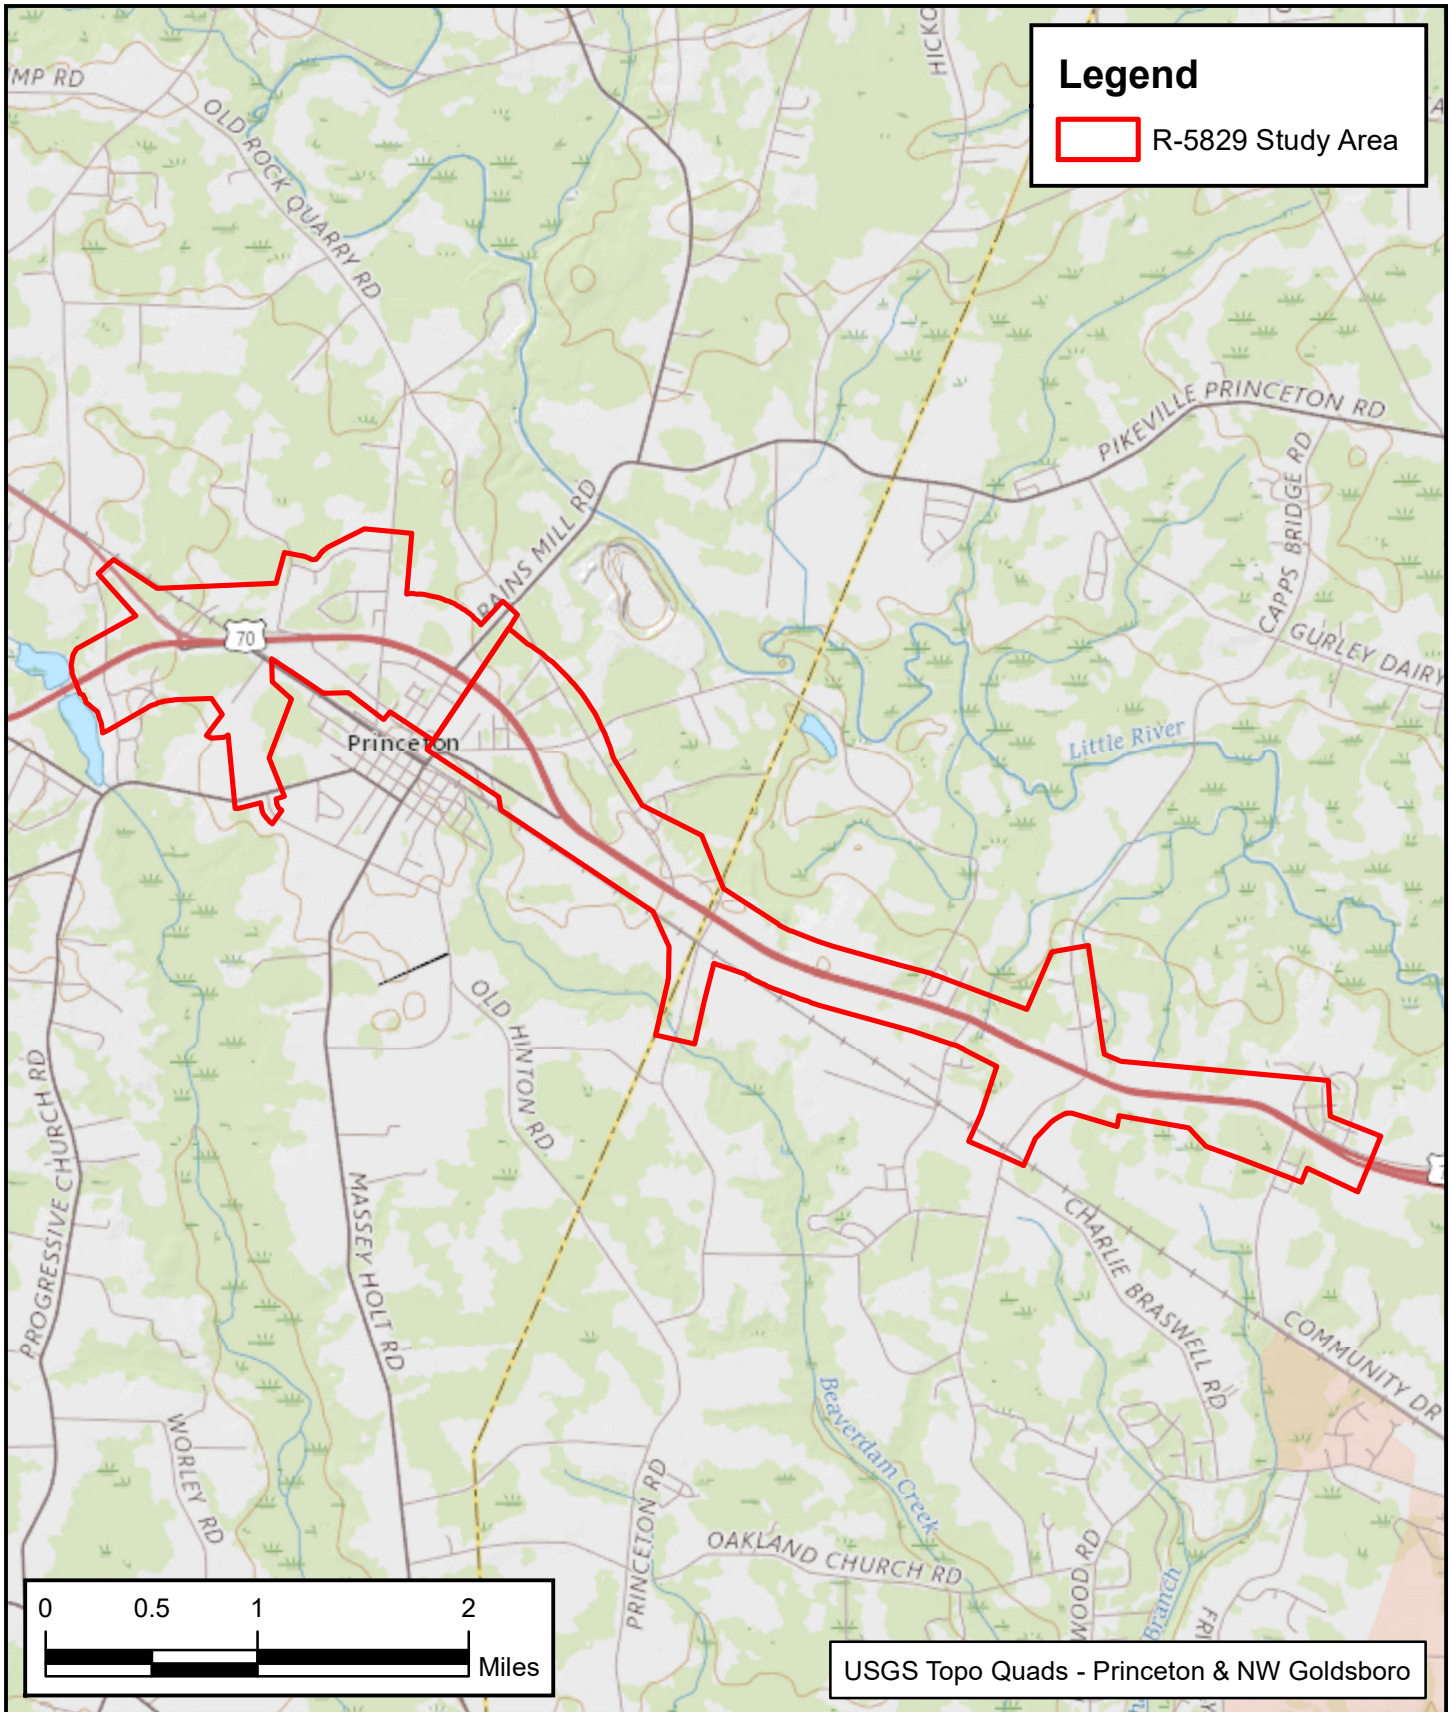 Legend
R-5829 Study Area
MP RD
HICKO
OLD ROCK QUARRY RD
PIKEVILLE PRINCETON RD
CAPPS BRIDGE RD
RAINS MILL RD
GURLEY DAIRY
70
Princeton
Little River
OLD HINTON RD
PROGRESSIVE CHURCH RD
MASSEY HOLT RD
CHARLIE BRASWELL RD
COMMUNITY DR
Beaverdam Creek
WORLEY RD
PRINCETON RD
OAKLAND CHURCH RD
WOOD RD
Branch
FRI
0 0.5 1 2
Miles
USGS Topo Quads - Princeton & NW Goldsboro